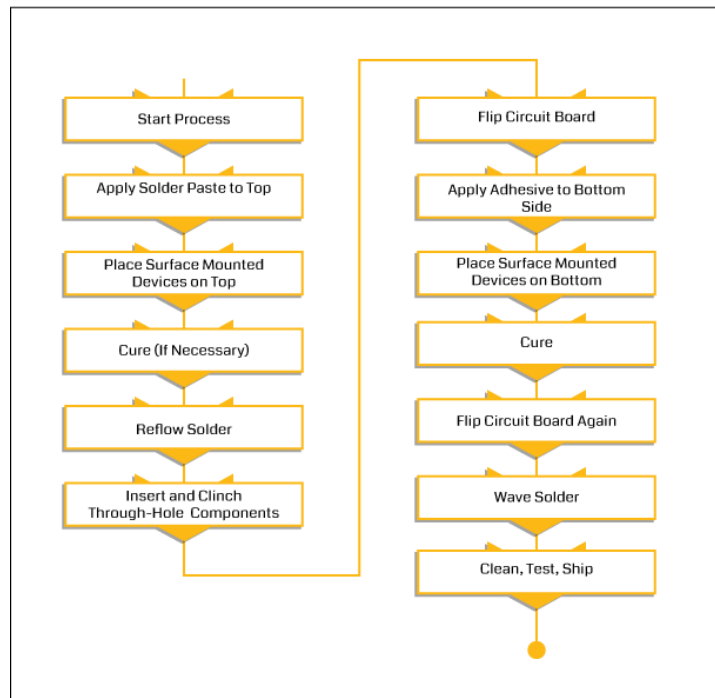 Start Process
Apply Solder Paste to Top
Place Surface Mounted
Devices on Top
Cure (If Necessary)
Reflow Solder
Insert and Clinch
Through-Hole Components
Flip Circuit Board
Apply Adhesive to Bottom
Side
Place Surface Mounted
Devices on Bottom
Cure
Flip Circuit Board Again
Wave Solder
Clean, Test, Ship